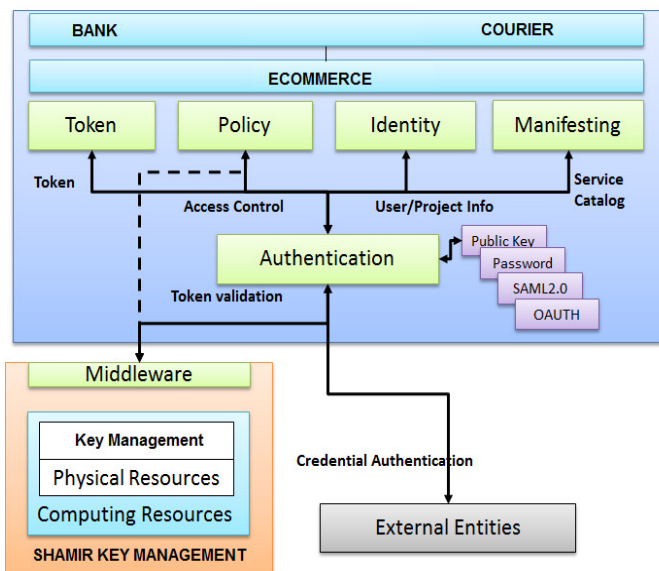 BANK COURIER
ECOMMERCE
Token Policy Identity Manifesting
Token
Access Control
User/Project Info
Service
Catalog
Authentication
Public Key
Password
SAML2.0
OAUTH
Token validation
Middleware
Key Management
Physical Resources
Computing Resources
SHAMIR KEY MANAGEMENT
Credential Authentication
External Entities